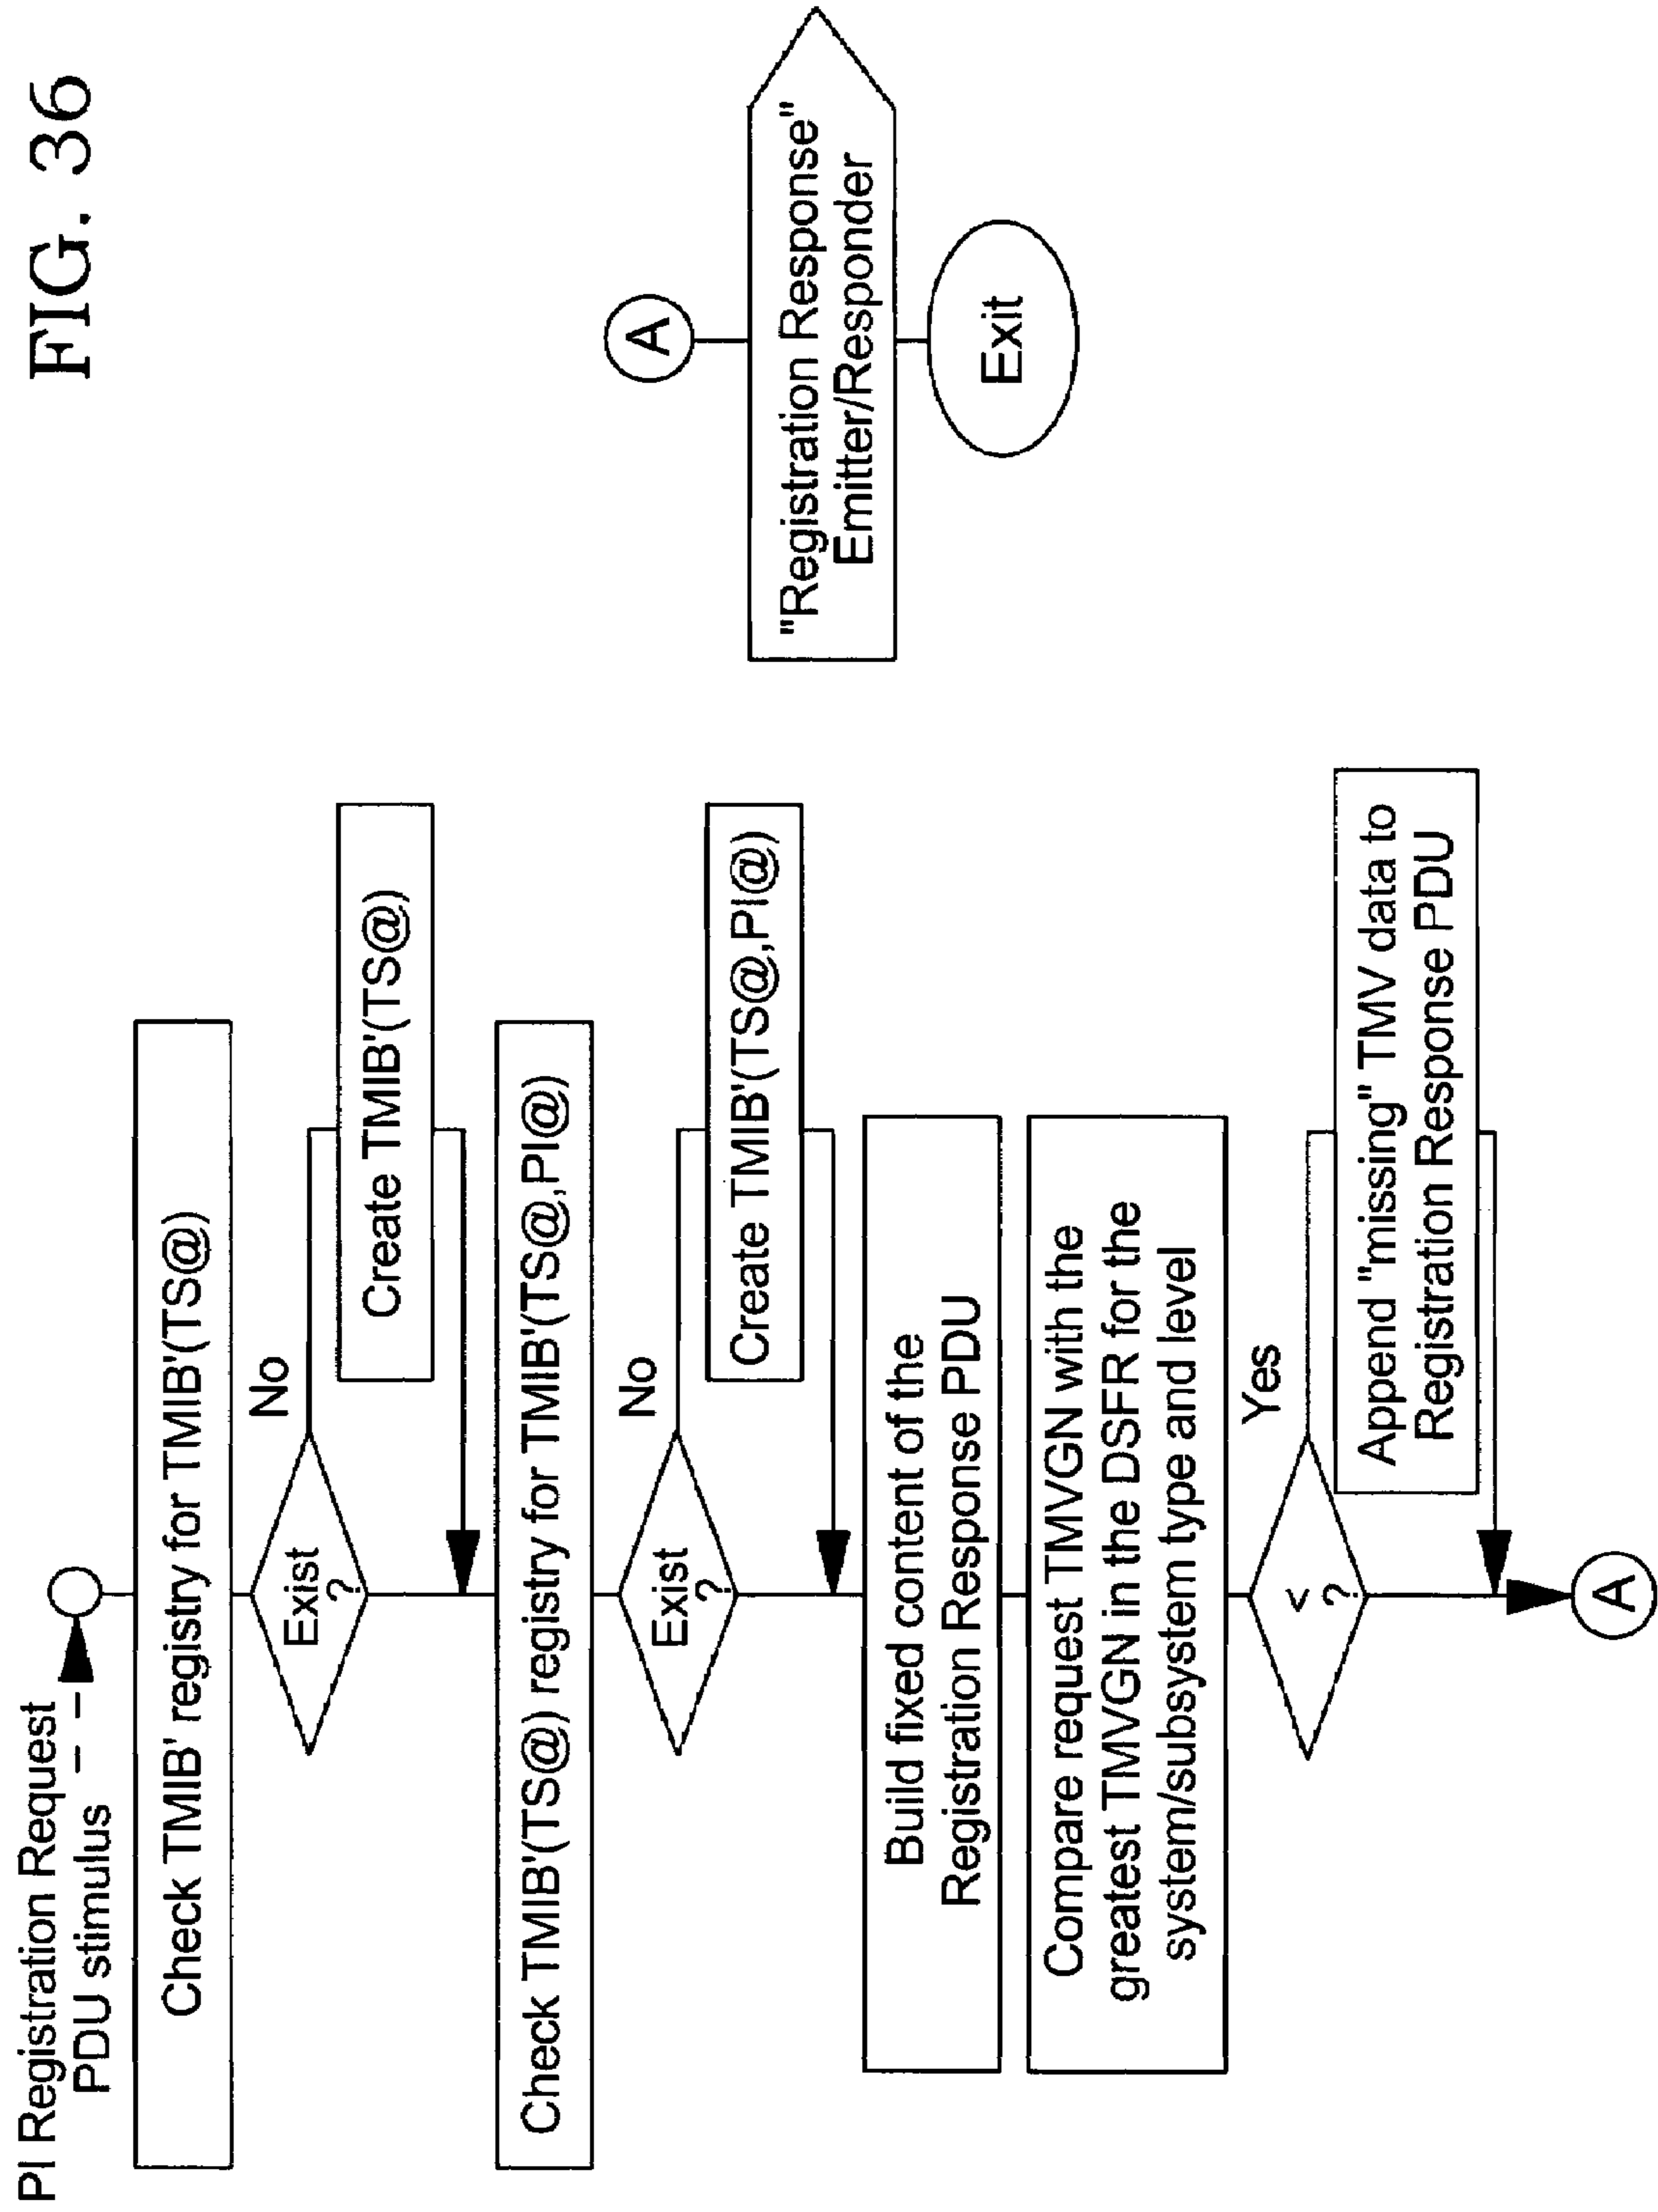 FIG. 36
PI Registration Request
PDU stimulus
Check TMIB' registry for TMIB'(TS@)
Exist
?
No
Create TMIB'(TS@)
Check TMIB'(TS@) registry for TMIB'(TS@,PI@)
Exist
?
No
Create TMIB'(TS@,PI@)
Build fixed content of the
Registration Response PDU
Compare request TMVGN with the
greatest TMVGN in the DSFR for the
system/subsystem type and level
<
?
Yes
Append "missing" TMV data to
Registration Response PDU
A
A
"Registration Response"
Emitter/Responder
Exit